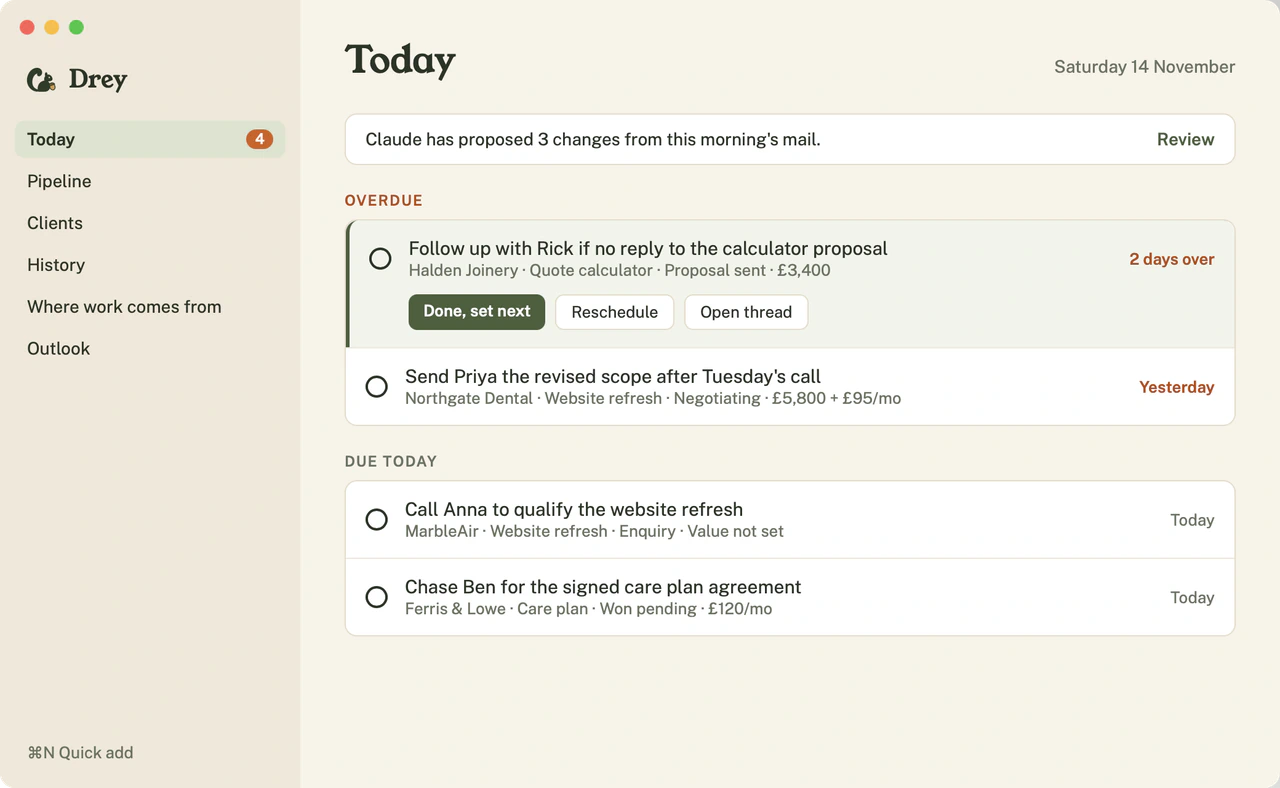 Drey
Today 4
Pipeline
Clients
History
Where work comes from
Outlook
⌘N Quick add
Today
Saturday 14 November
Claude has proposed 3 changes from this morning's mail.
Review
OVERDUE
Follow up with Rick if no reply to the calculator proposal
Halden Joinery · Quote calculator · Proposal sent · £3,400
2 days over
Done, set next
Reschedule
Open thread
Send Priya the revised scope after Tuesday's call
Northgate Dental · Website refresh · Negotiating · £5,800 + £95/mo
Yesterday
DUE TODAY
Call Anna to qualify the website refresh
MarbleAir · Website refresh · Enquiry · Value not set
Today
Chase Ben for the signed care plan agreement
Ferris & Lowe · Care plan · Won pending · £120/mo
Today